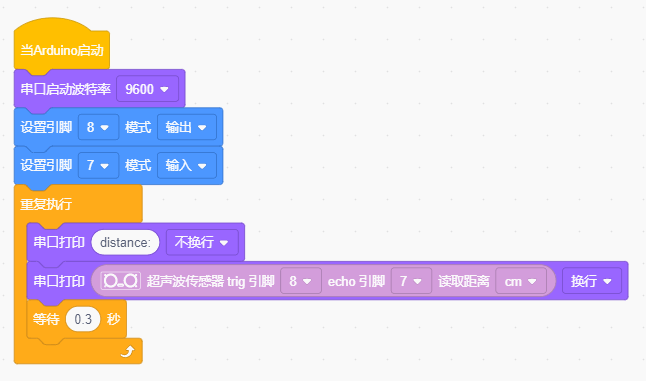 当Arduino启动
串口启动波特率 9600
设置引脚 8 模式 输出
设置引脚 7 模式 输入
重复执行
串口打印 distance: 不换行
串口打印 超声波传感器 trig 引脚 8 echo 引脚 7 读取距离 cm 换行
等待 0.3 秒